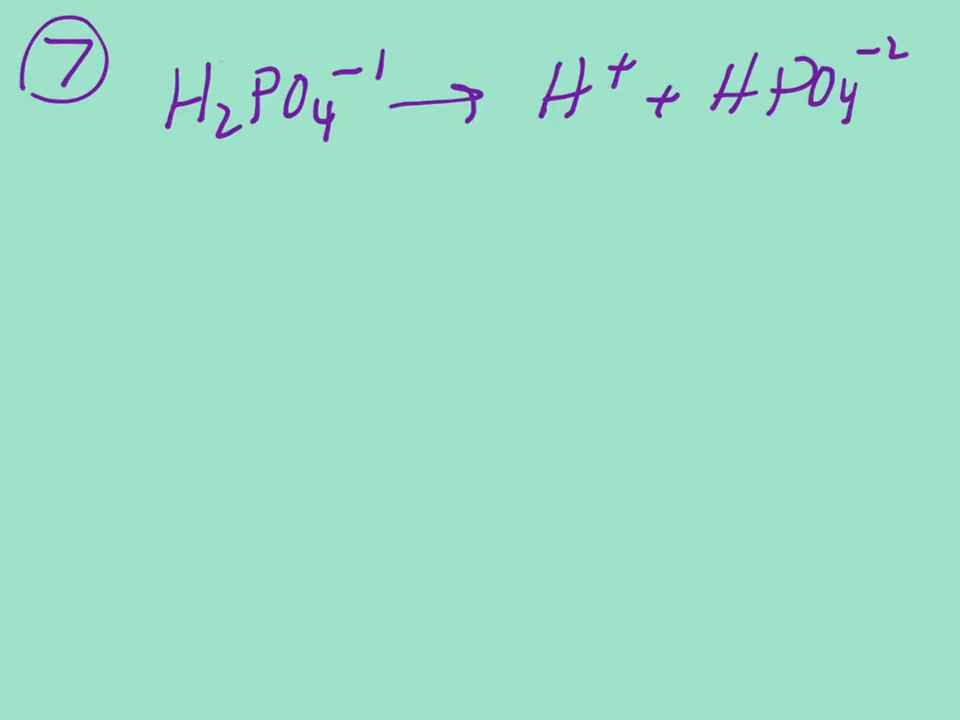 ⑦ H₂PO₄⁻¹ → H⁺ + HPO₄⁻²